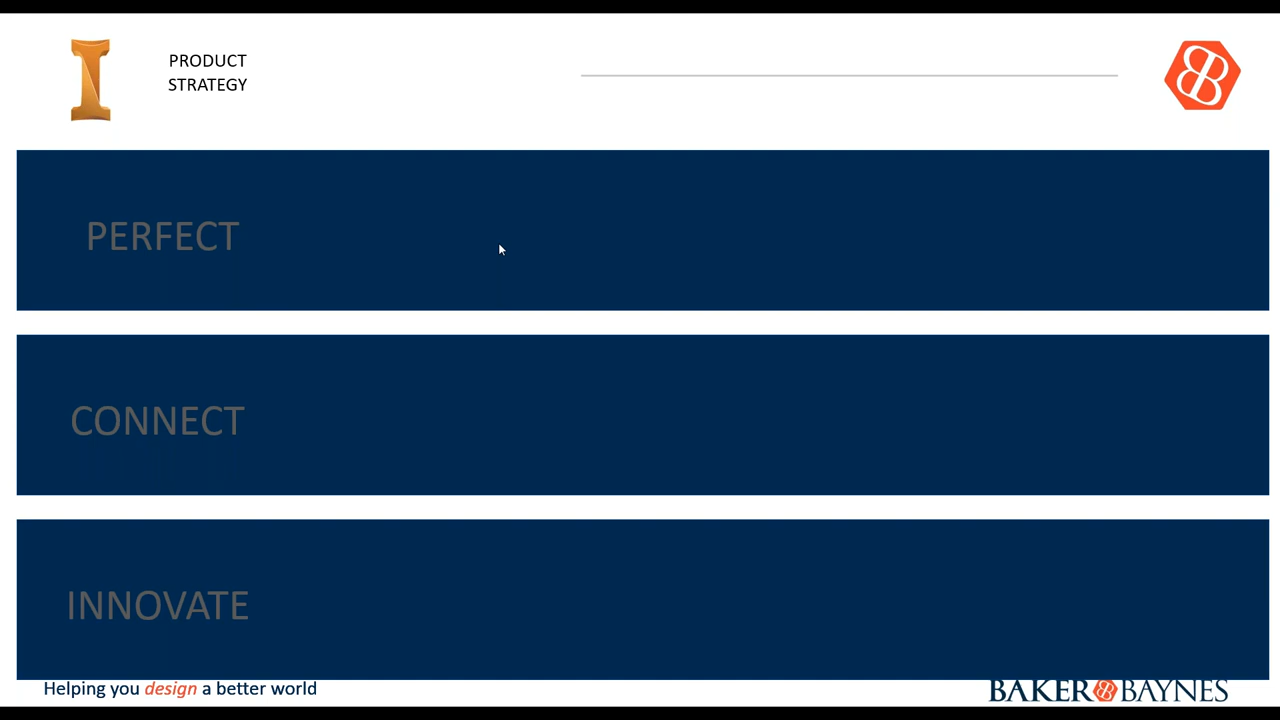 PRODUCT
STRATEGY
PERFECT
CONNECT
INNOVATE
Helping you design a better world
BAKER BAYNES